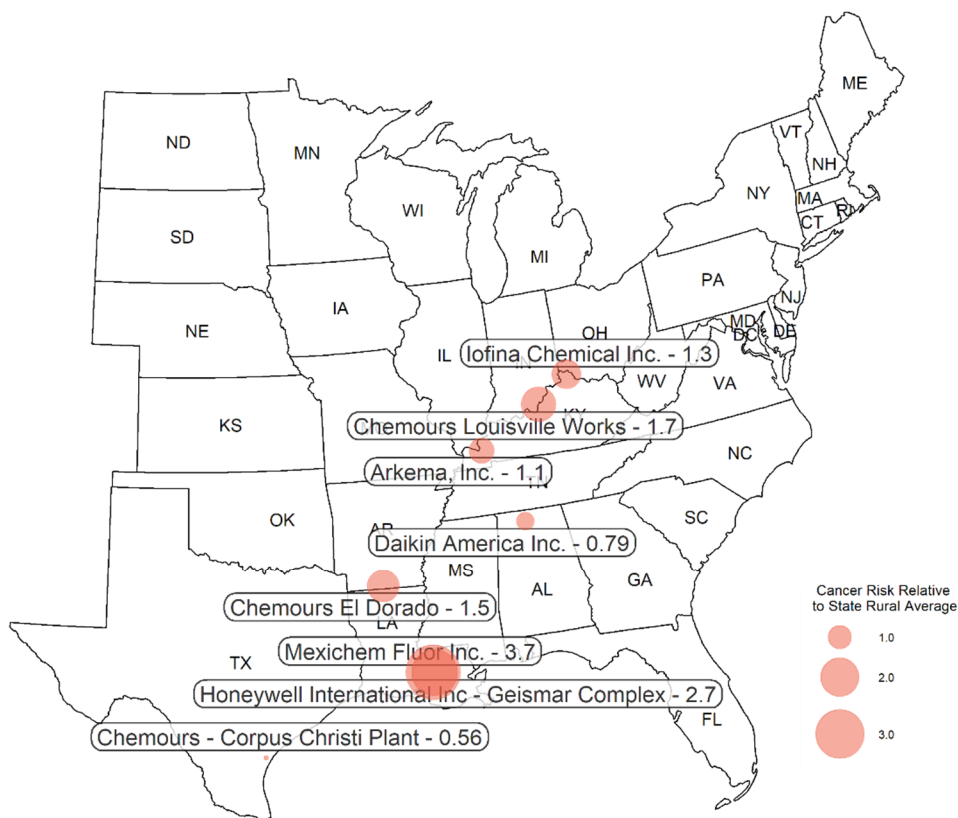 ME
ND
VT
MN
NH
NY
MA
WI
CT
RI
SD
MI
PA
IA
NJ
NE
OH
MD
DE
DC
IL
Iofina Chemical Inc. - 1.3
IN
WV
VA
KS
KY
Chemours Louisville Works - 1.7
NC
Arkema, Inc. - 1.1
TN
OK
AR
SC
Daikin America Inc. - 0.79
MS
GA
AL
Cancer Risk Relative
to State Rural Average
Chemours El Dorado - 1.5
LA
1.0
Mexichem Fluor Inc. - 3.7
TX
2.0
Honeywell International Inc - Geismar Complex - 2.7
FL
Chemours - Corpus Christi Plant - 0.56
3.0